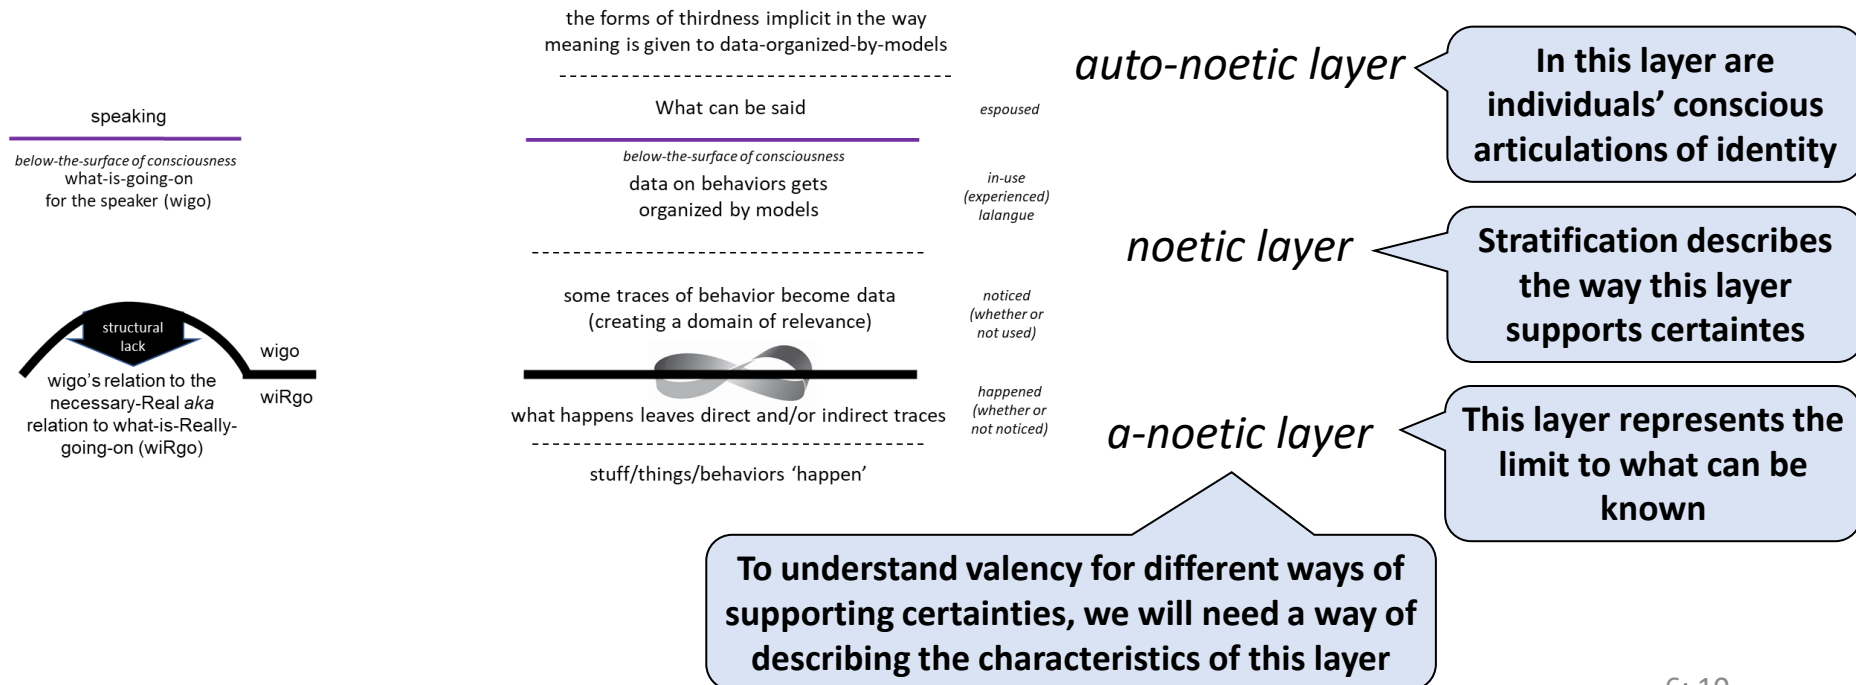 speaking
below-the-surface of consciousness
what-is-going-on
for the speaker (wigo)
structural
lack
wigo
wiRgo
wigo's relation to the
necessary-Real aka
relation to what-is-Really-
going-on (wiRgo)
the forms of thirdness implicit in the way
meaning is given to data-organized-by-models
What can be said
espoused
below-the-surface of consciousness
data on behaviors gets
organized by models
in-use
(experienced)
lalangue
some traces of behavior become data
(creating a domain of relevance)
noticed
(whether or
not used)
what happens leaves direct and/or indirect traces
happened
(whether or
not noticed)
stuff/things/behaviors 'happen'
auto-noetic layer
In this layer are
individuals' conscious
articulations of identity
noetic layer
Stratification describes
the way this layer
supports certaintes
a-noetic layer
This layer represents the
limit to what can be
known
To understand valency for different ways of
supporting certainties, we will need a way of
describing the characteristics of this layer